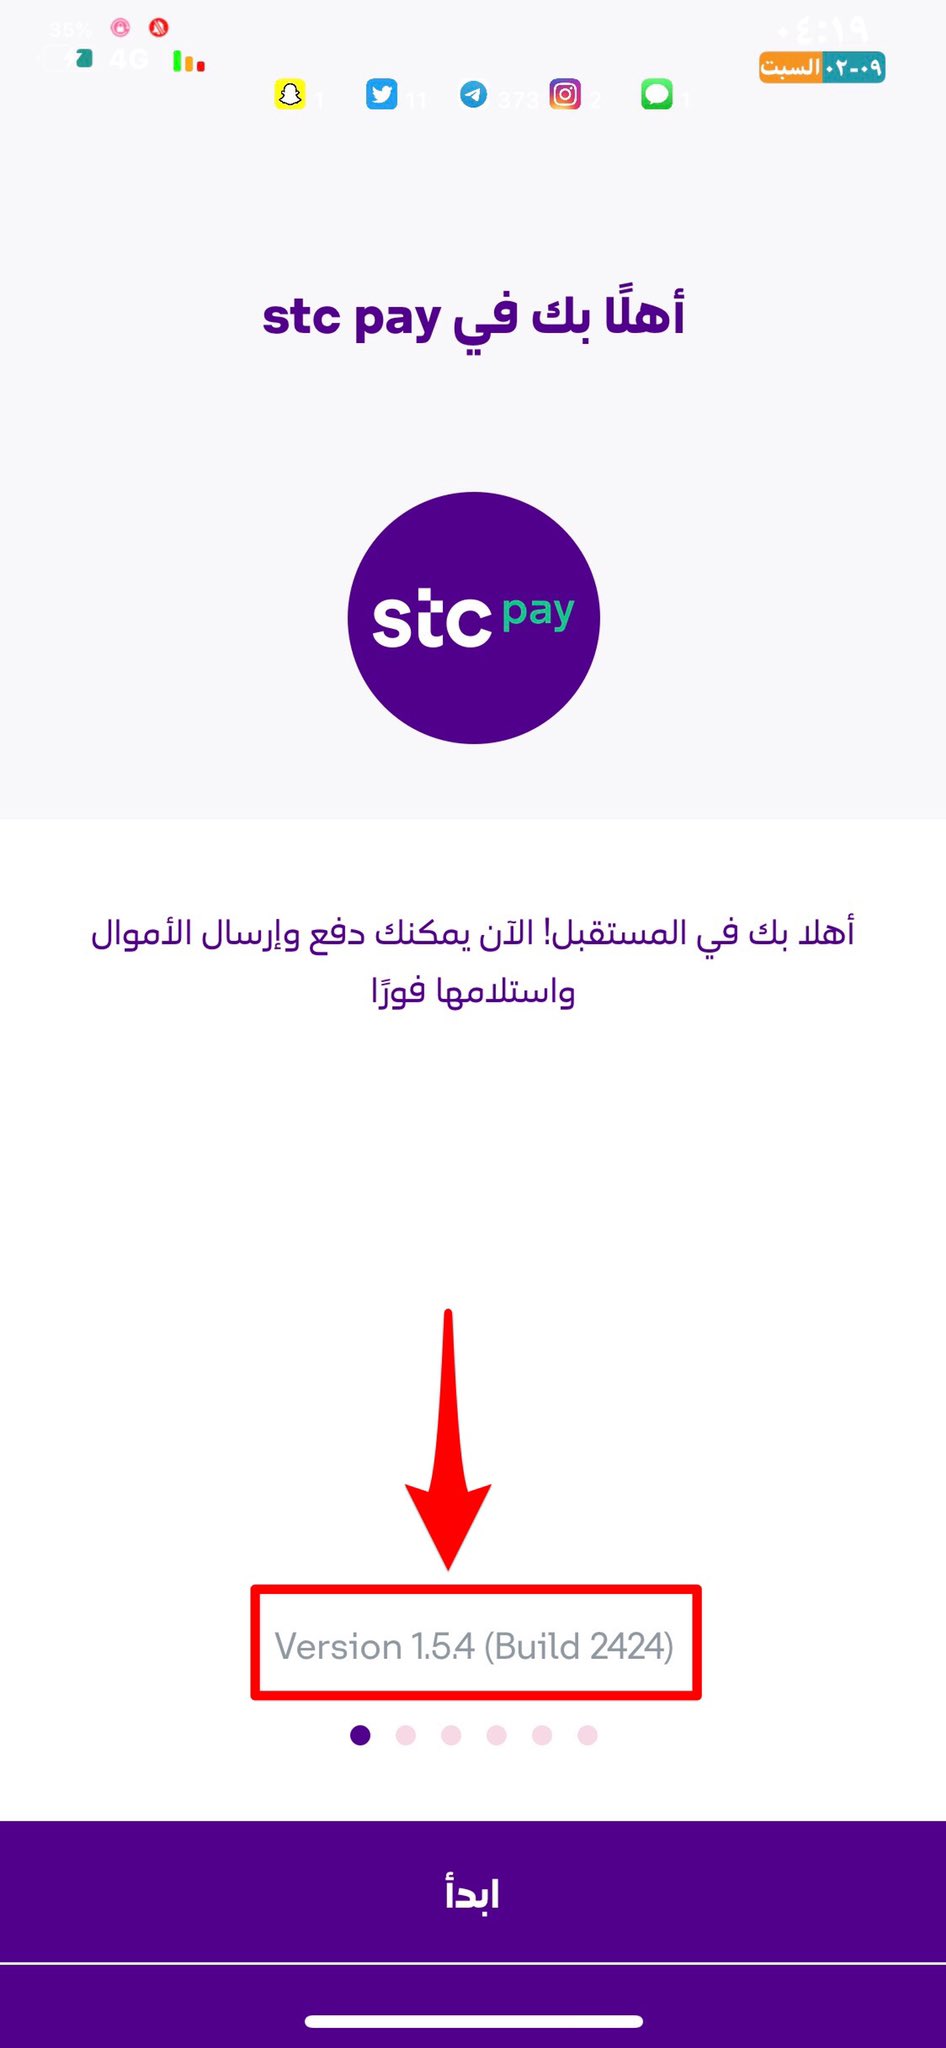 35%
٠٤:١٩
4G
السبت ٠٩-٠٢
1
11
373
2
1
أهلًا بك في stc pay
stc pay
أهلا بك في المستقبل! الآن يمكنك دفع وإرسال الأموال
واستلامها فورًا
Version 1.5.4 (Build 2424)
ابدأ